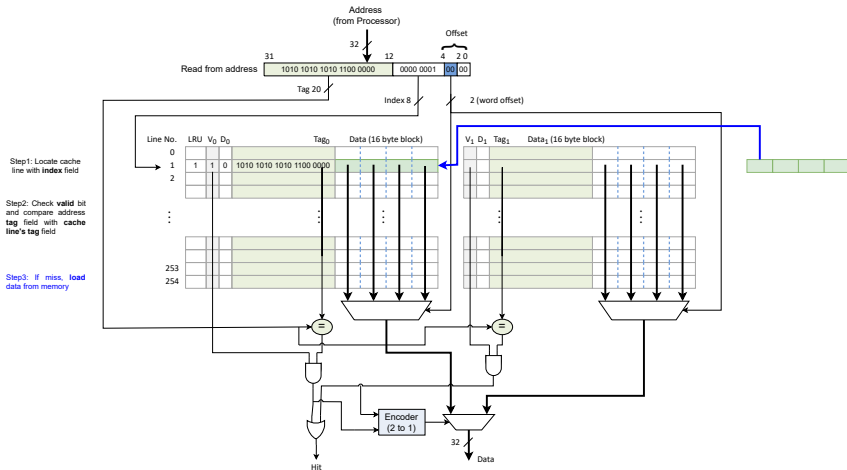 Address
(from Processor)
32
Offset
31 12 4 2 0
Read from address 1010 1010 1010 1100 0000 0000 0001 00 00
Tag 20
Index 8
2 (word offset)
Line No. LRU V0 D0 Tag0 Data (16 byte block) V1 D1 Tag1 Data1 (16 byte block)
0
1 1 1 0 1010 1010 1010 1100 0000
2
Step1: Locate cache
line with index field
Step2: Check valid bit
and compare address
tag field with cache
line's tag field
⋮ ⋮ ⋮ ⋮
253
254
Step3: If miss, load
data from memory
= =
Encoder
(2 to 1)
32
Hit
Data